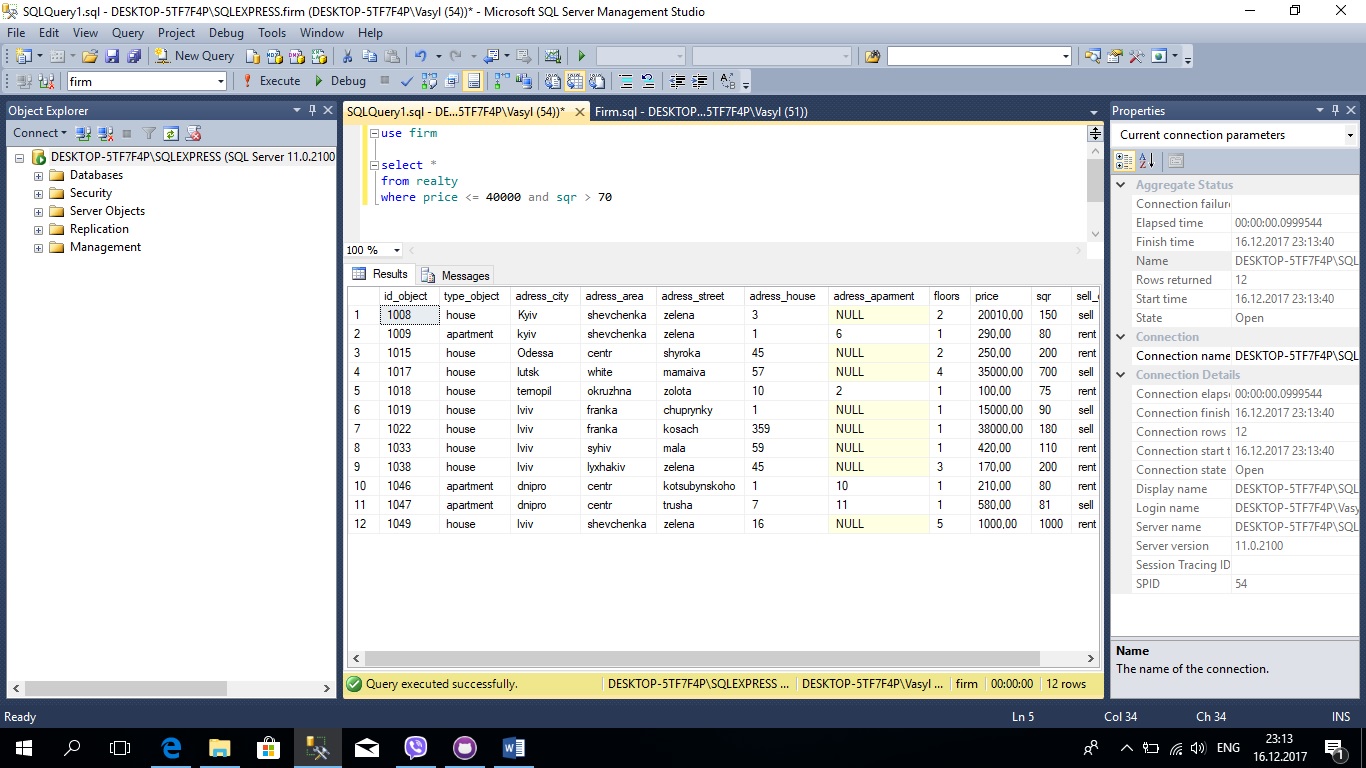 SQLQuery1.sql - DESKTOP-5TF7F4P\SQLEXPRESS.firm (DESKTOP-5TF7F4P\Vasyl (54))* - Microsoft SQL Server Management Studio
File Edit View Query Project Debug Tools Window Help
New Query
firm Execute Debug
Object Explorer
Connect
DESKTOP-5TF7F4P\SQLEXPRESS (SQL Server 11.0.2100
Databases
Security
Server Objects
Replication
Management
SQLQuery1.sql - DE...5TF7F4P\Vasyl (54))* Firm.sql - DESKTOP...5TF7F4P\Vasyl (51))
use firm
select *
from realty
where price <= 40000 and sqr > 70
100 %
Results Messages
id_object type_object adress_city adress_area adress_street adress_house adress_aparment floors price sqr sell_
1 1008 house Kyiv shevchenka zelena 3 NULL 2 20010,00 150 sell
2 1009 apartment kyiv shevchenka zelena 1 6 1 290,00 80 rent
3 1015 house Odessa centr shyroka 45 NULL 2 250,00 200 rent
4 1017 house lutsk white mamaiva 57 NULL 4 35000,00 700 sell
5 1018 house ternopil okruzhna zolota 10 2 1 100,00 75 rent
6 1019 house lviv franka chuprynky 1 NULL 1 15000,00 90 sell
7 1022 house lviv franka kosach 359 NULL 1 38000,00 180 sell
8 1033 house lviv syhiv mala 59 NULL 1 420,00 110 rent
9 1038 house lviv lyxhakiv zelena 45 NULL 3 170,00 200 rent
10 1046 apartment dnipro centr kotsubynskoho 1 10 1 210,00 80 rent
11 1047 apartment dnipro centr trusha 7 11 1 580,00 81 sell
12 1049 house lviv shevchenka zelena 16 NULL 5 1000,00 1000 rent
Query executed successfully. DESKTOP-5TF7F4P\SQLEXPRESS ... DESKTOP-5TF7F4P\Vasyl ... firm 00:00:00 12 rows
Properties
Current connection parameters
Aggregate Status
Connection failure
Elapsed time 00:00:00.0999544
Finish time 16.12.2017 23:13:40
Name DESKTOP-5TF7F4P\SQL
Rows returned 12
Start time 16.12.2017 23:13:40
State Open
Connection
Connection name DESKTOP-5TF7F4P\SQL
Connection Details
Connection elaps 00:00:00.0999544
Connection finish 16.12.2017 23:13:40
Connection rows 12
Connection start t 16.12.2017 23:13:40
Connection state Open
Display name DESKTOP-5TF7F4P\SQL
Login name DESKTOP-5TF7F4P\Vasy
Server name DESKTOP-5TF7F4P\SQL
Server version 11.0.2100
Session Tracing ID
SPID 54
Name
The name of the connection.
Ready Ln 5 Col 34 Ch 34 INS
ENG 23:13
16.12.2017 1